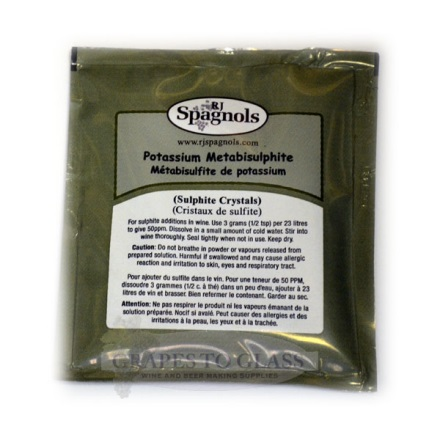 RJ
Spagnols
www.rjspagnols.com
Potassium Metabisulphite
Métabisulfite de potassium
(Sulphite Crystals)
(Cristaux de sulfite)
For sulphite additions in wine. Use 3 grams (1/2 tsp) per 23 litres
to give 50ppm. Dissolve in a small amount of cold water. Stir into
wine thoroughly. Seal tightly when not in use. Keep dry.
Caution: Do not breathe in powder or vapours released from
prepared solution. Harmful if swallowed and may cause allergic
reaction and irritation to skin, eyes and respiratory tract.
Pour ajouter du sulfite dans le vin. Pour une teneur de 50 PPM,
dissoudre 3 grammes (1/2 c. à thé) dans un peu d'eau, ajouter à 23
litres de vin et brasser. Bien refermer le contenant. Garder au sec.
Attention: Ne pas respirer le produit ni les vapeurs émanant de la
solution préparée. Nocif si avalé. Peut causer des allergies et des
irritations à la peau, les yeux et à la trachée.
GRAPES TO GLASS
WINE AND BEER MAKING SUPPLIES